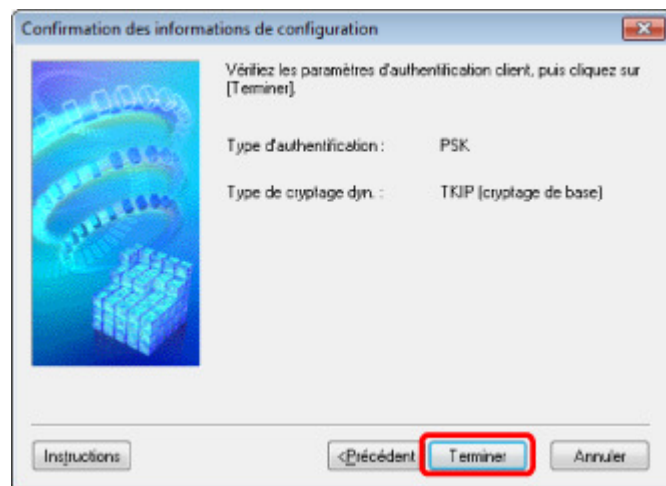 Confirmation des informations de configuration
Vérifiez les paramètres d'authentification client, puis cliquez sur
[Terminer].
Type d'authentification : PSK
Type de cryptage dyn. : TKIP (cryptage de base)
Instructions <Précédent Terminer Annuler